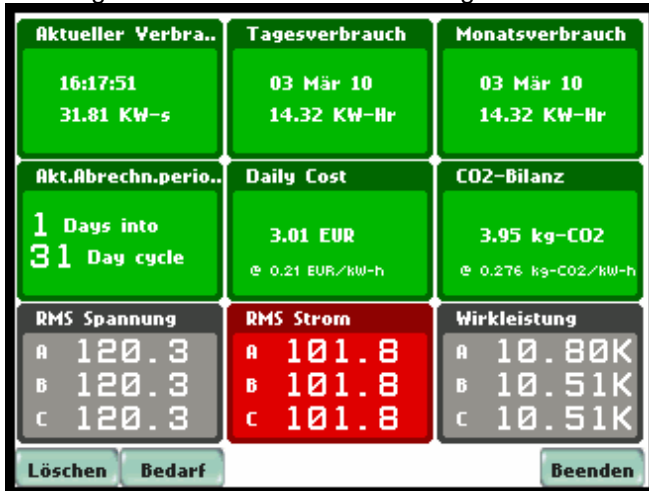 Aktueller Verbra.. Tagesverbrauch Monatsverbrauch
16:17:51 03 Mär 10 03 Mär 10
31.81 KW-s 14.32 KW-Hr 14.32 KW-Hr
Akt.Abrechn.perio.. Daily Cost CO2-Bilanz
1 Days into
31 Day cycle
3.01 EUR 3.95 kg-CO2
@ 0.21 EUR/kW-h @ 0.276 kg-CO2/kW-h
RMS Spannung RMS Strom Wirkleistung
A 120.3 A 101.8 A 10.80K
B 120.3 B 101.8 B 10.51K
C 120.3 C 101.8 C 10.51K
Löschen Bedarf Beenden